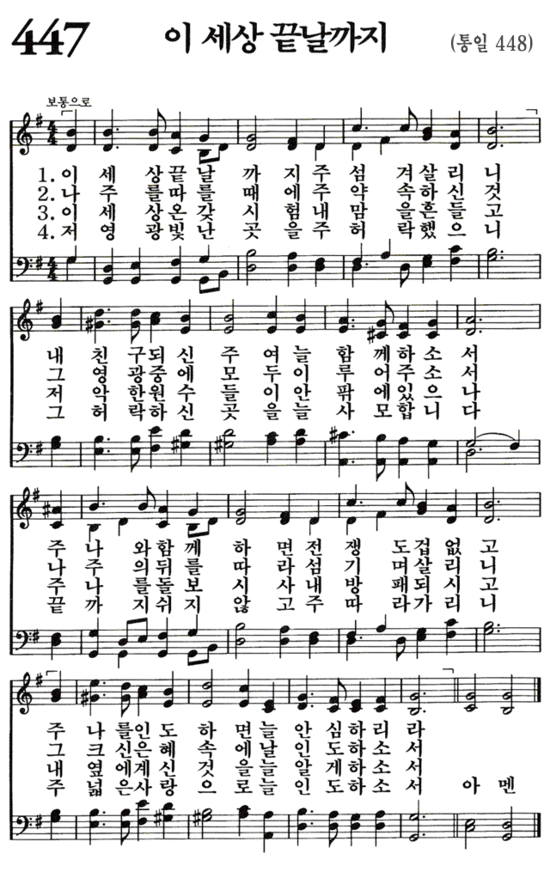 447 이 세상 끝날까지 (통일 448)
보통으로
1. 이 세 상끝 날 까 지주 섬 겨살 리 니
2. 나 주 를따 를 때 에주 약 속하 신 것
3. 이 세 상온 갖 시 험내 맘 을흔 들 고
4. 저 영 광빛 난 곳 을주 허 락했 으 니
내 친 구되 신 주 여늘 함 께하 소 서
그 영 광중 에 모 두이 루 어주 소 서
저 악 한원 수 들 이안 팎 에있 으 나
그 허 락하 신 곳 을늘 사 모합 니 다
주 나 와함 께 하 면전 쟁 도겁 없 고
나 주 의뒤 를 따 라섬 기 며살 리 니
주 나 를돌 보 시 사내 방 패되 시 고
끝 까 지쉬 지 않 고주 따 라가 리 니
주 나 를인 도 하 면늘 안 심하 리 라
그 크 신은 혜 속 에날 인 도하 소 서
내 옆 에계 신 것 을늘 알 게하 소 서
주 넓 은사 랑 으 로늘 인 도하 소 서 아 멘